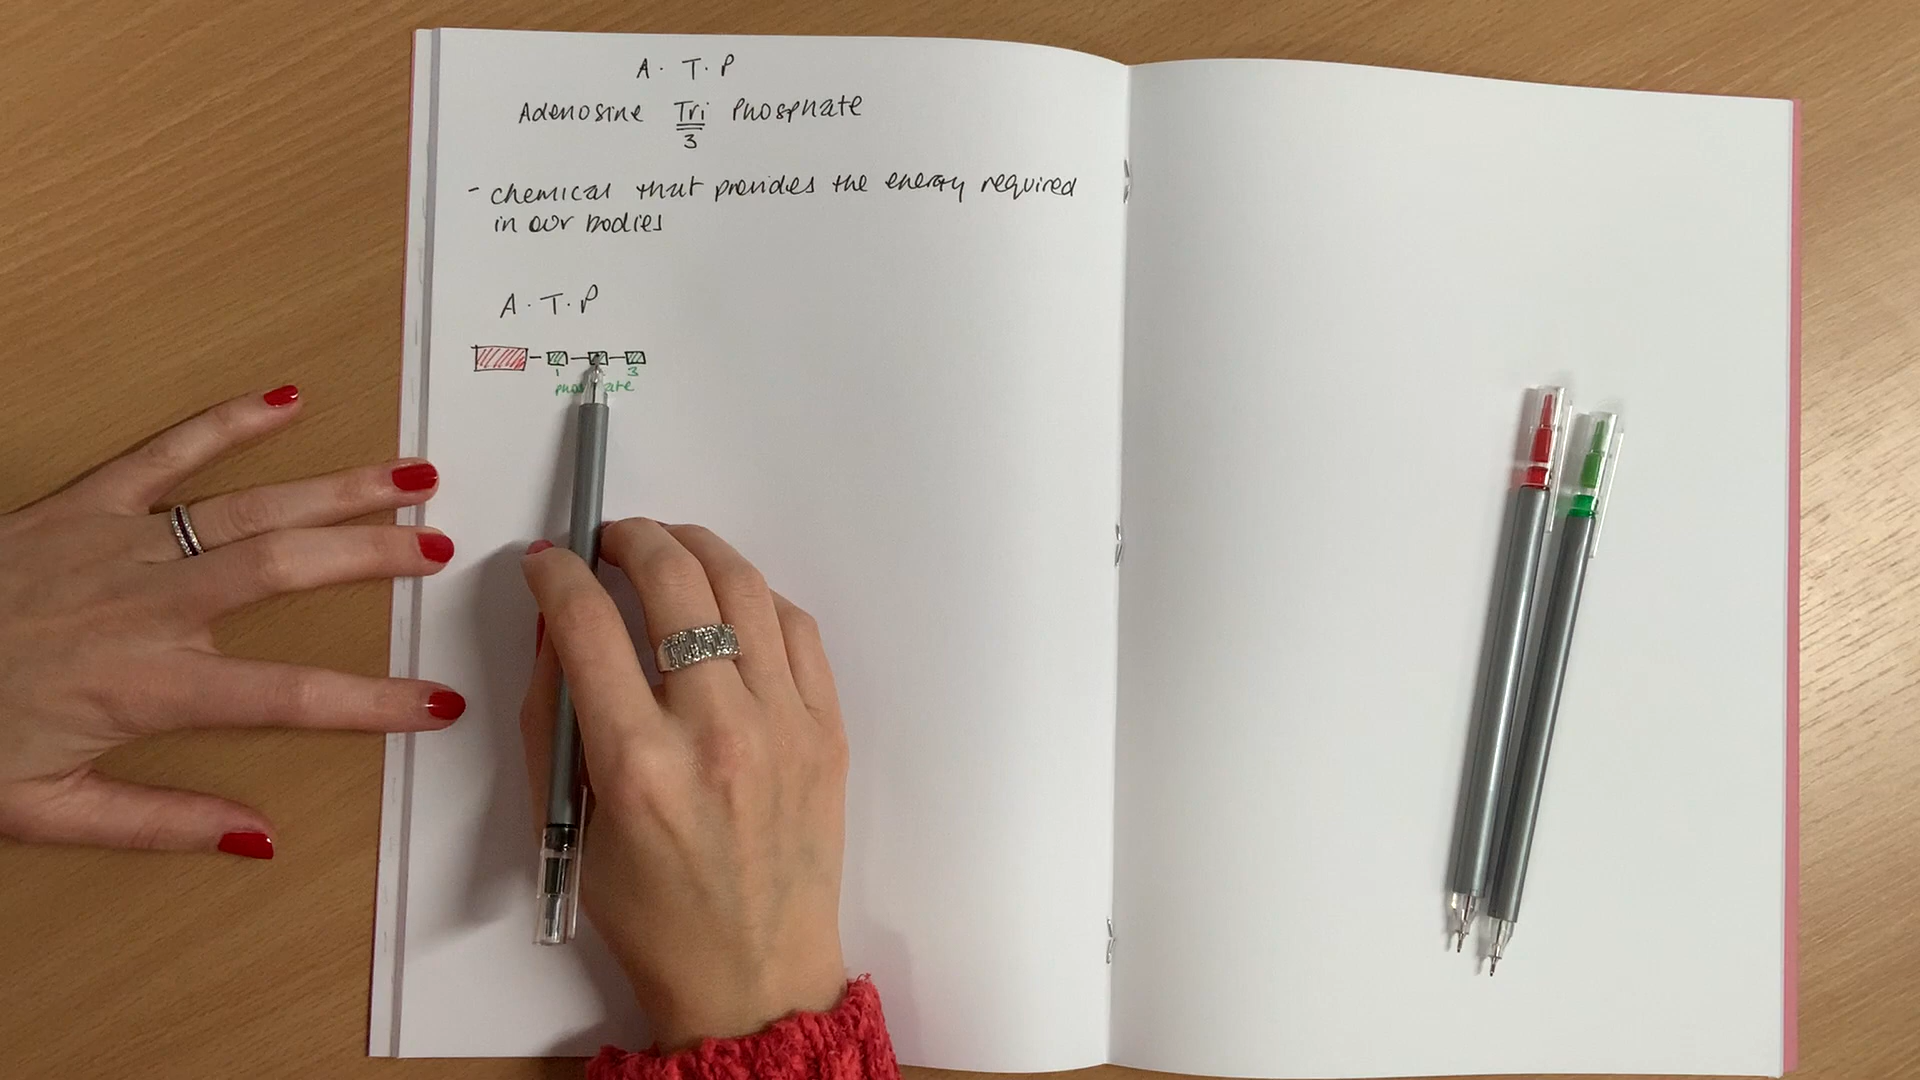 A. T. P
Adenosine Tri Phosphate
3
- chemical that provides the energy required
in our bodies
A. T. P
1 3